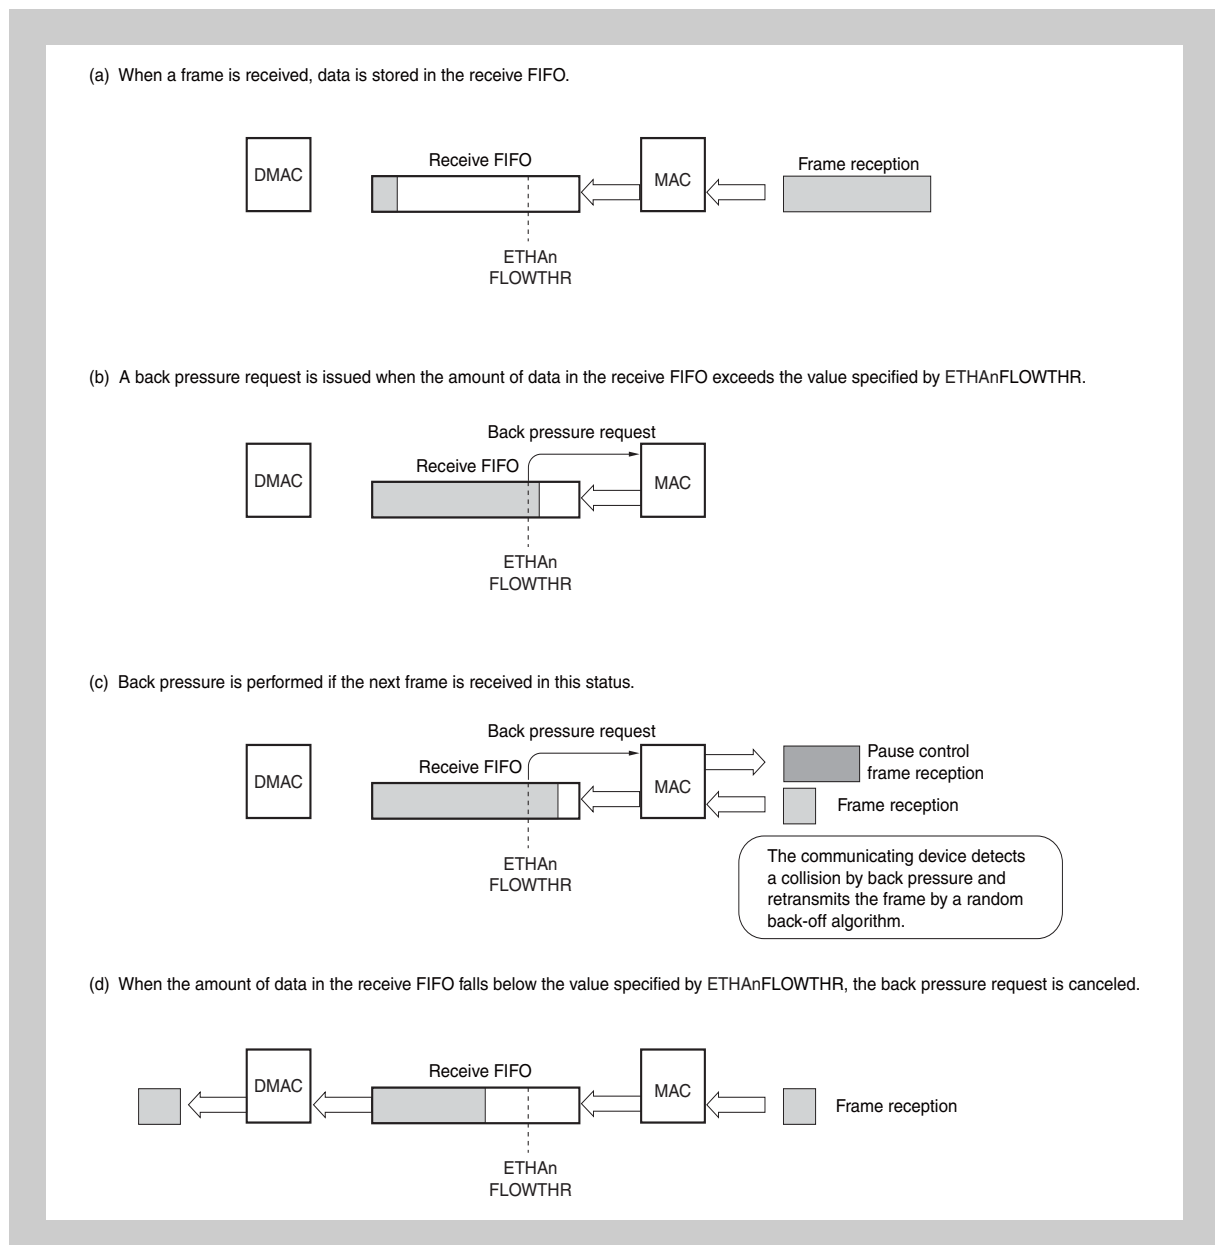 (a) When a frame is received, data is stored in the receive FIFO.
DMAC
Receive FIFO
MAC
Frame reception
ETHAn
FLOWTHR
(b) A back pressure request is issued when the amount of data in the receive FIFO exceeds the value specified by ETHAnFLOWTHR.
Back pressure request
DMAC
Receive FIFO
MAC
ETHAn
FLOWTHR
(c) Back pressure is performed if the next frame is received in this status.
Back pressure request
DMAC
Receive FIFO
MAC
Pause control
frame reception
Frame reception
ETHAn
FLOWTHR
The communicating device detects
a collision by back pressure and
retransmits the frame by a random
back-off algorithm.
(d) When the amount of data in the receive FIFO falls below the value specified by ETHAnFLOWTHR, the back pressure request is canceled.
DMAC
Receive FIFO
MAC
Frame reception
ETHAn
FLOWTHR